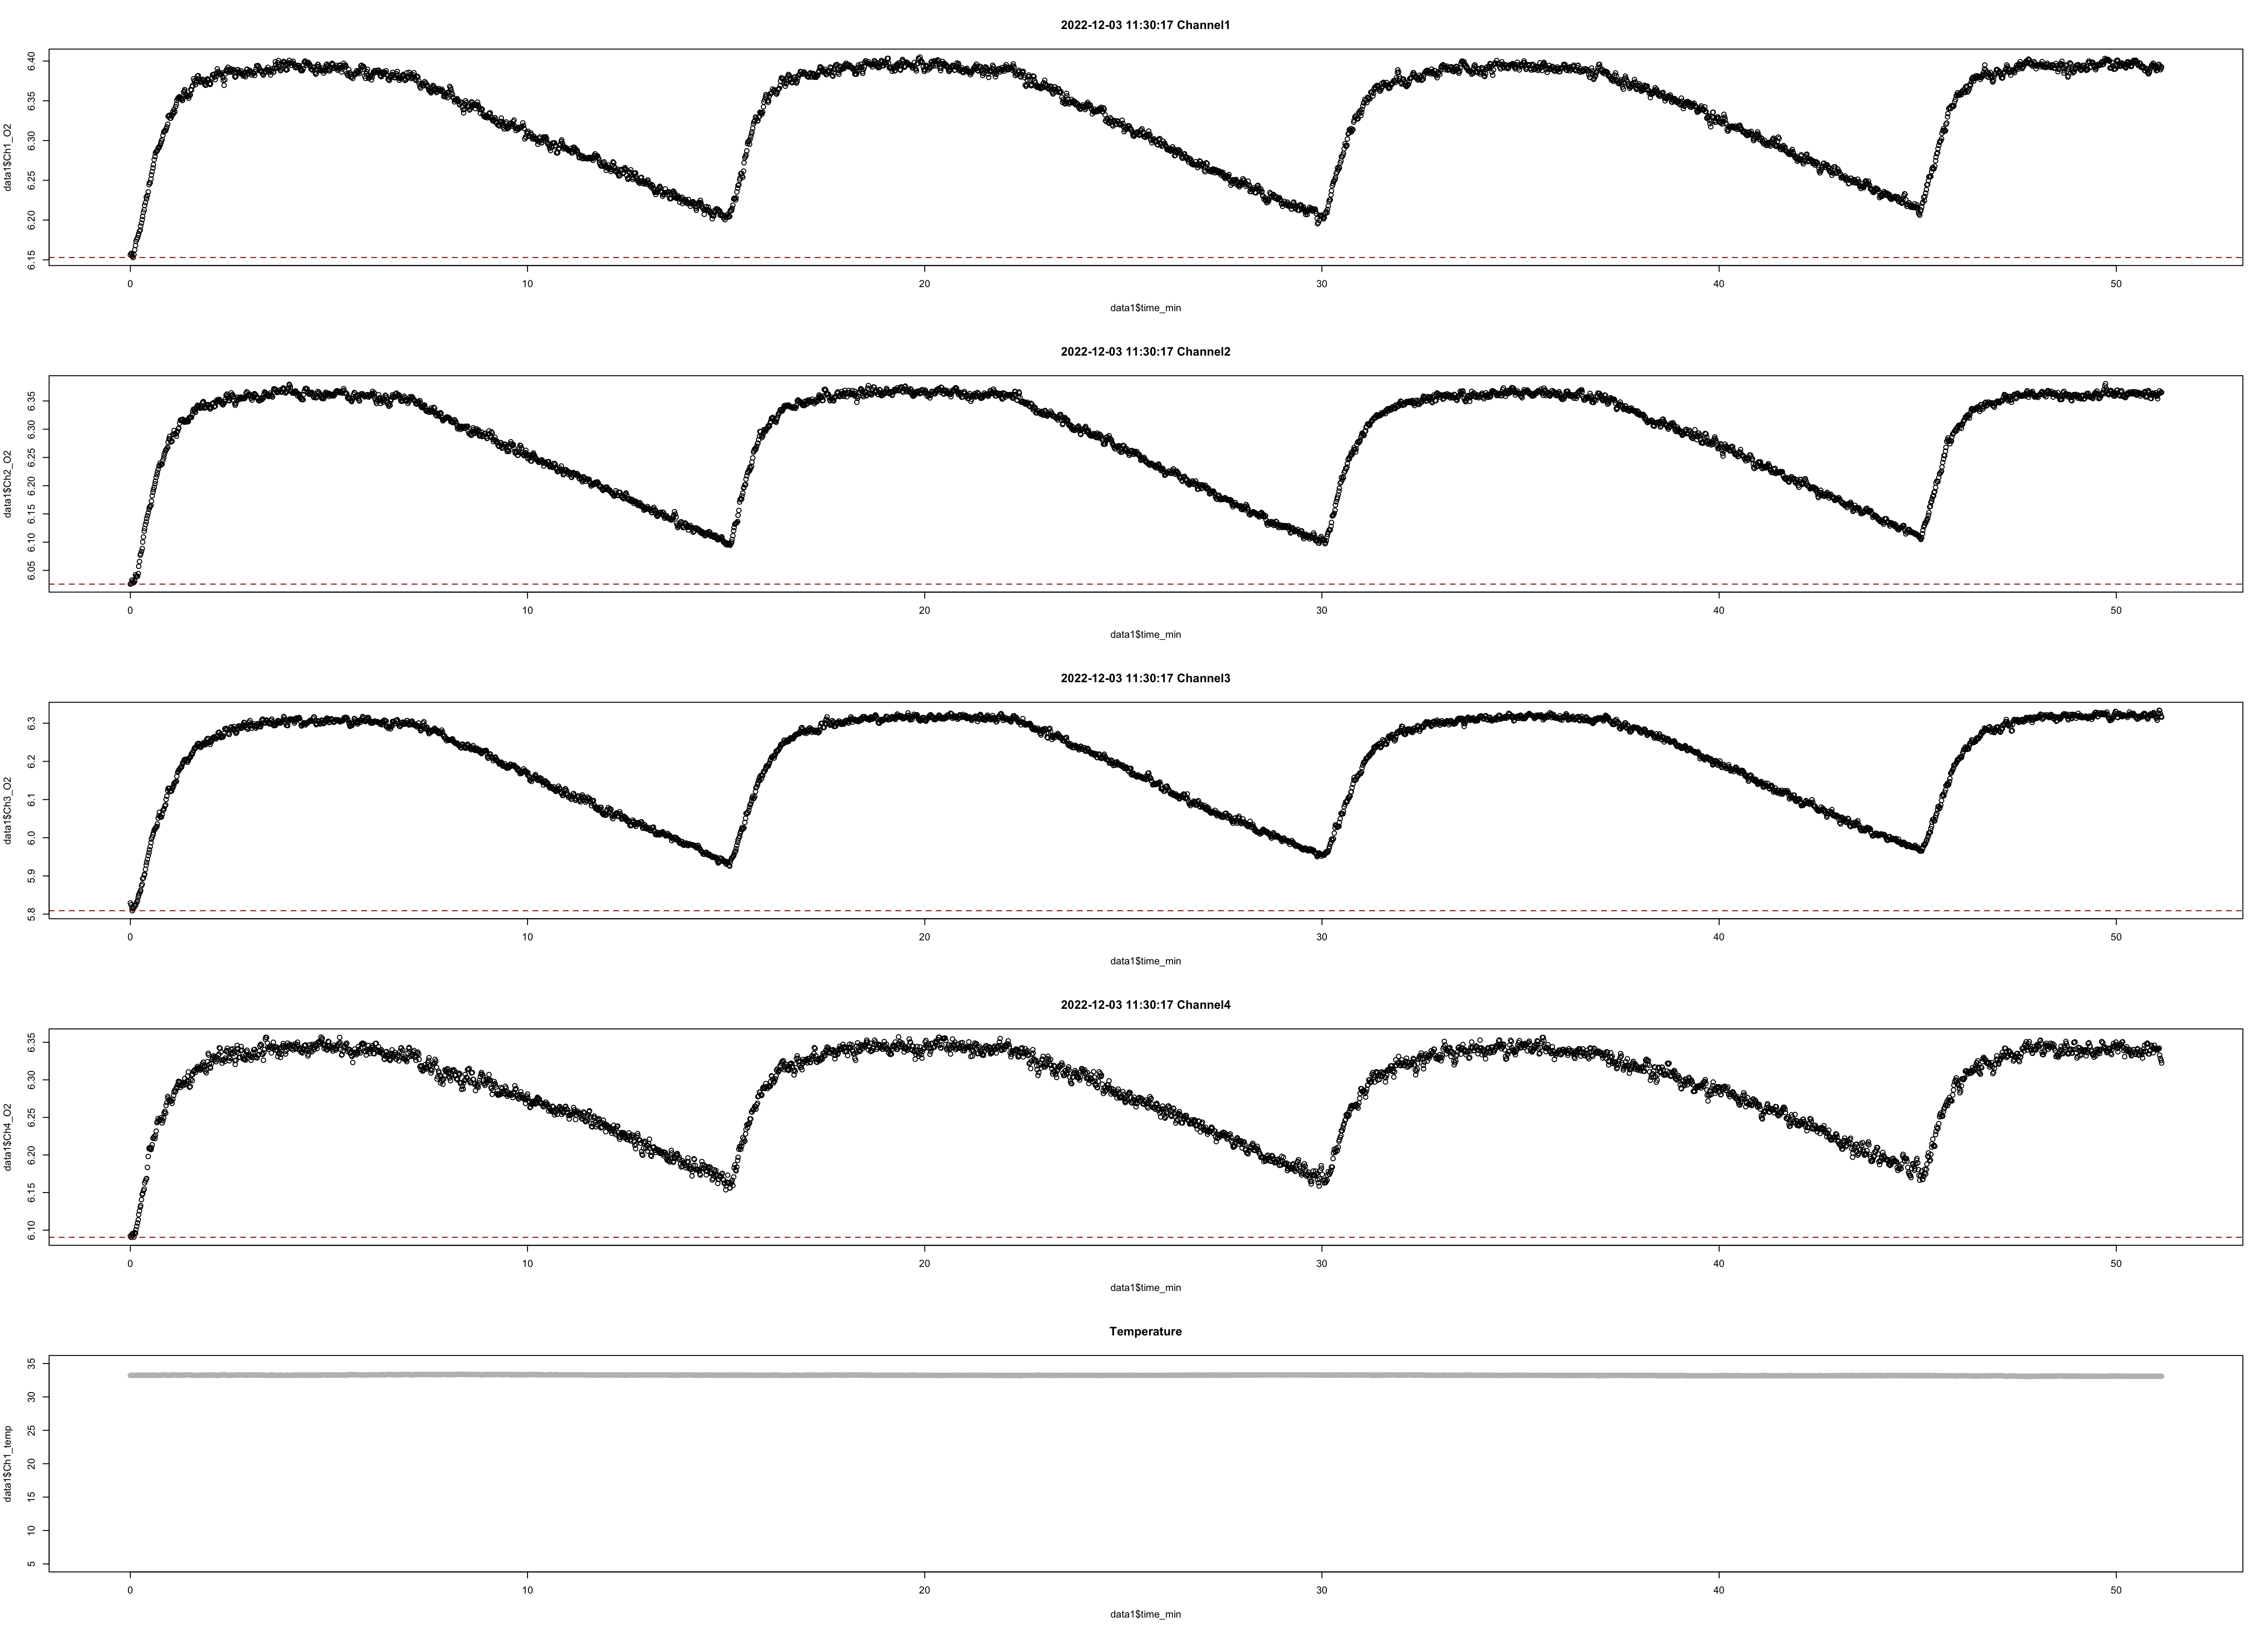 2022-12-03 11:30:17 Channel1
data1$Ch1_O2
6.40
6.35
6.30
6.25
6.20
6.15
0 10 20 30 40 50
data1$time_min
2022-12-03 11:30:17 Channel2
data1$Ch2_O2
6.35
6.30
6.25
6.20
6.15
6.10
6.05
0 10 20 30 40 50
data1$time_min
2022-12-03 11:30:17 Channel3
data1$Ch3_O2
6.3
6.2
6.1
6.0
5.9
5.8
0 10 20 30 40 50
data1$time_min
2022-12-03 11:30:17 Channel4
data1$Ch4_O2
6.35
6.30
6.25
6.20
6.15
6.10
0 10 20 30 40 50
data1$time_min
Temperature
data1$Ch1_temp
35
30
25
20
15
10
5
0 10 20 30 40 50
data1$time_min